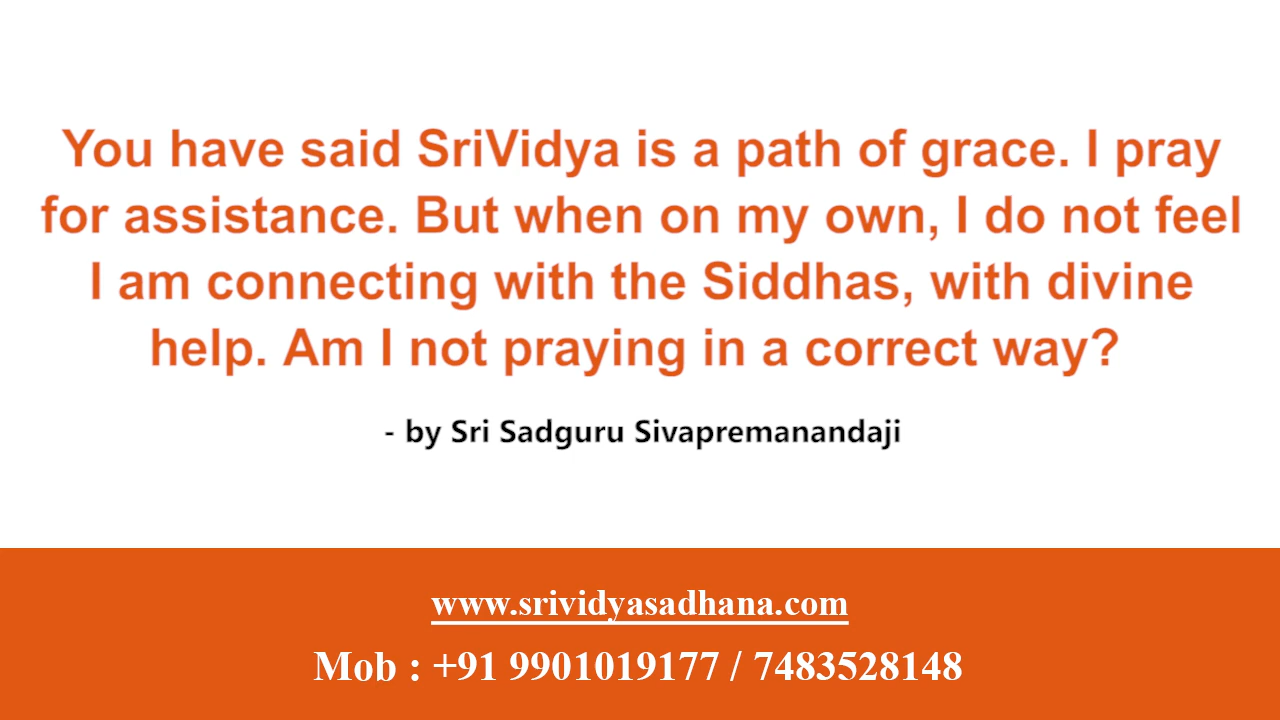 You have said SriVidya is a path of grace. I pray
for assistance. But when on my own, I do not feel
I am connecting with the Siddhas, with divine
help. Am I not praying in a correct way?
- by Sri Sadguru Sivapremanandaji
www.srividyasadhana.com
Mob : +91 9901019177 / 7483528148